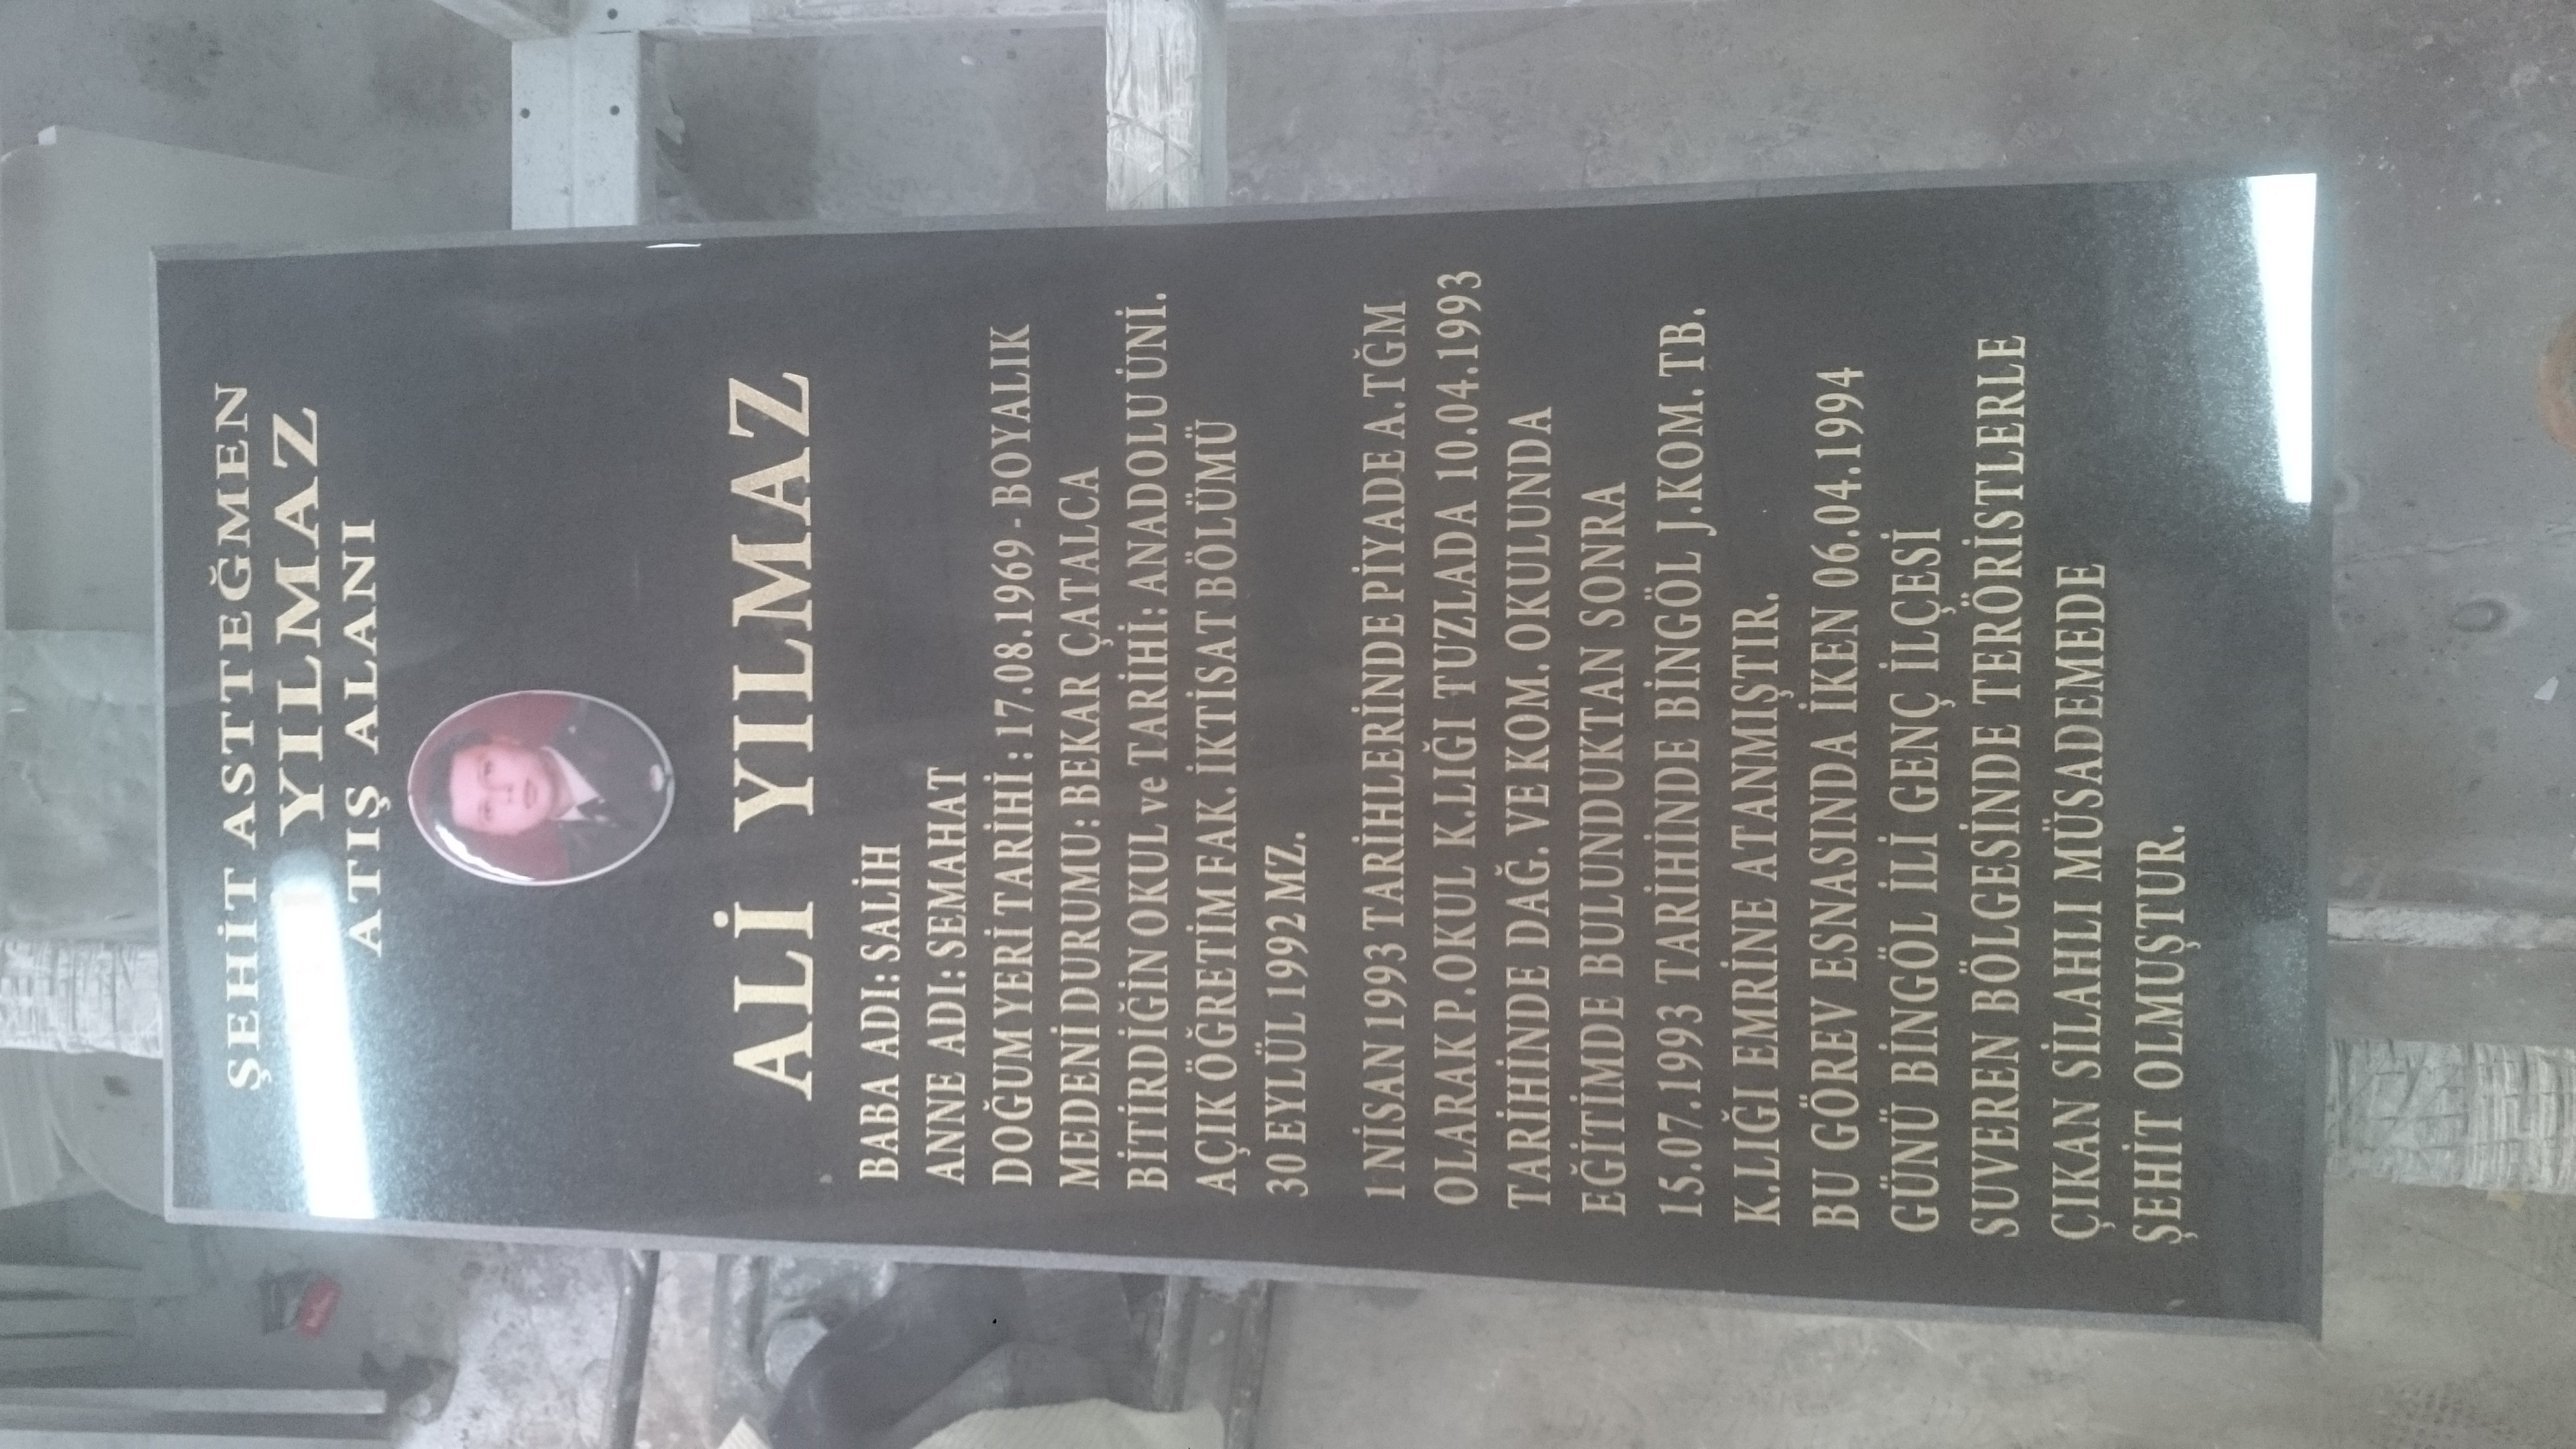 ŞEHİT ASTTEĞMEN
YILMAZ
ATIŞ ALANI
ALİ YILMAZ
BABA ADI: SALİH
ANNE ADI: SEMAHAT
DOĞUM YERİ TARİHİ : 17.08.1969 - BOYALIK
MEDENİ DURUMU: BEKAR ÇATALCA
BİTİRDİĞİN OKUL ve TARİHİ: ANADOLU ÜNİ.
AÇIK ÖĞRETİM FAK. İKTİSAT BÖLÜMÜ
30 EYLÜL 1992 MZ.
1 NİSAN 1993 TARİHLERİNDE PİYADE A.TĞM
OLARAK P.OKUL K.LIĞI TUZLADA 10.04.1993
TARİHİNDE DAĞ. VE KOM. OKULUNDA
EĞİTİMDE BULUNDUKTAN SONRA
15.07.1993 TARİHİNDE BİNGÖL J.KOM. TB.
K.LIĞI EMRİNE ATANMIŞTIR.
BU GÖREV ESNASINDA İKEN 06.04.1994
GÜNÜ BİNGÖL İLİ GENÇ İLÇESİ
SUVEREN BÖLGESİNDE TERÖRİSTLERLE
ÇIKAN SİLAHLI MÜSADEMEDE
ŞEHİT OLMUŞTUR.